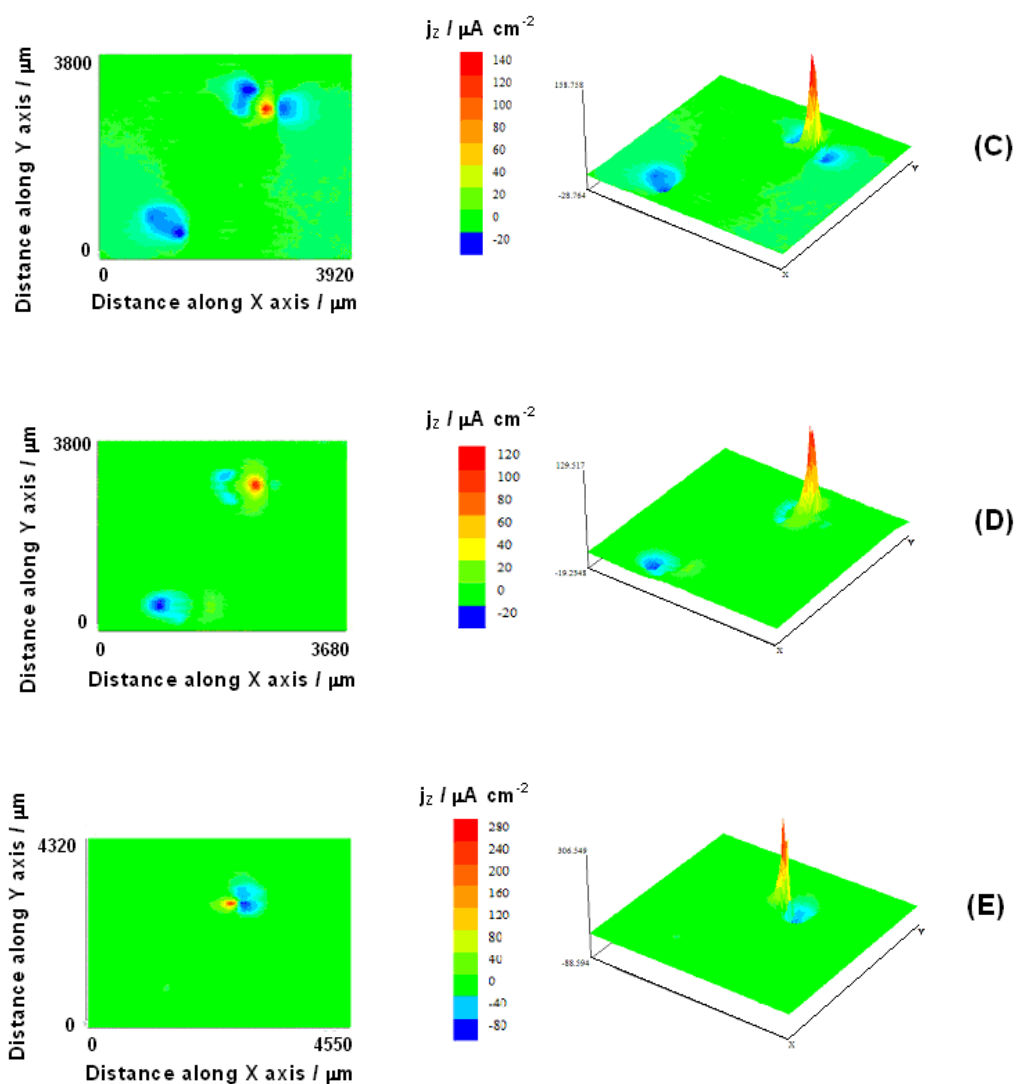 j_z / μA cm⁻²
3800
0
0
3920
Distance along Y axis / μm
Distance along X axis / μm
140
120
100
80
60
40
20
0
-20
158.758
-28.764
Y
X
(C)
j_z / μA cm⁻²
3800
0
0
3680
Distance along Y axis / μm
Distance along X axis / μm
120
100
80
60
40
20
0
-20
129.517
-19.2348
Y
X
(D)
j_z / μA cm⁻²
4320
0
0
4550
Distance along Y axis / μm
Distance along X axis / μm
280
240
200
160
120
80
40
0
-40
-80
306.549
-88.594
Y
X
(E)